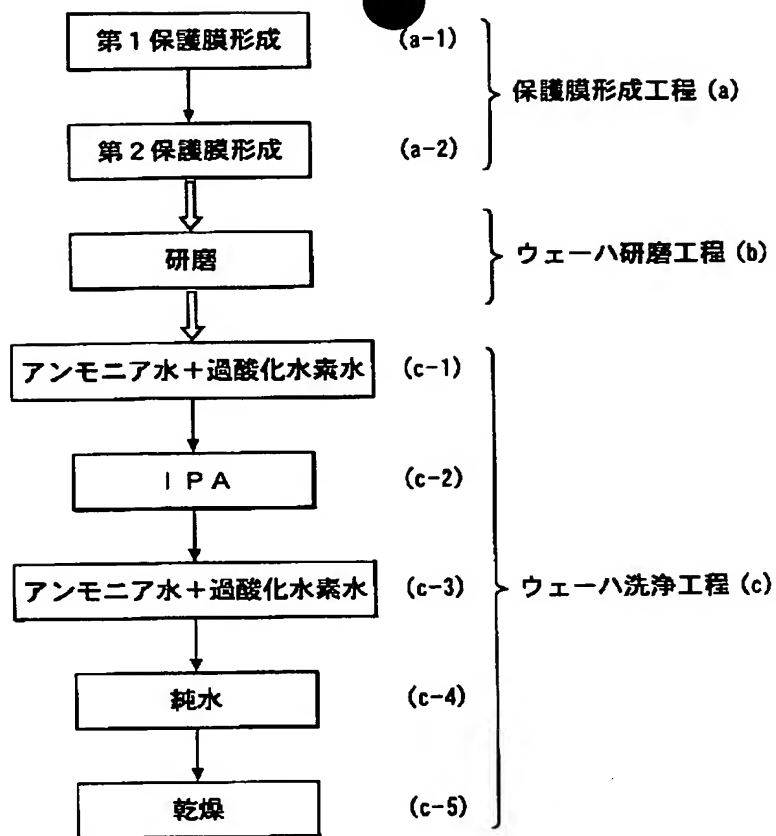 第1保護膜形成 (a-1)
保護膜形成工程 (a)
第2保護膜形成 (a-2)
研磨
ウェーハ研磨工程 (b)
アンモニア水+過酸化水素水 (c-1)
IPA (c-2)
アンモニア水+過酸化水素水 (c-3)
ウェーハ洗浄工程 (c)
純水 (c-4)
乾燥 (c-5)